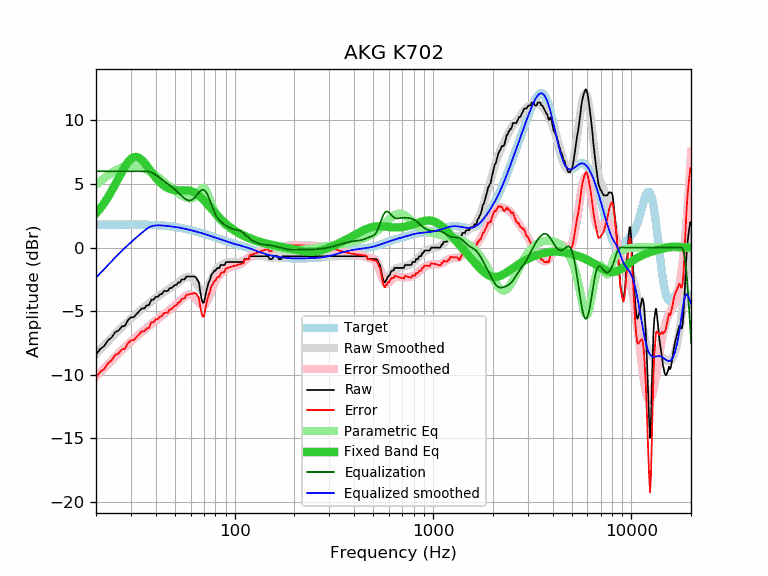 AKG K702
Amplitude (dBr)
10
5
0
−5
−10
−15
−20
Target
Raw Smoothed
Error Smoothed
Raw
Error
Parametric Eq
Fixed Band Eq
Equalization
Equalized smoothed
100
1000
10000
Frequency (Hz)